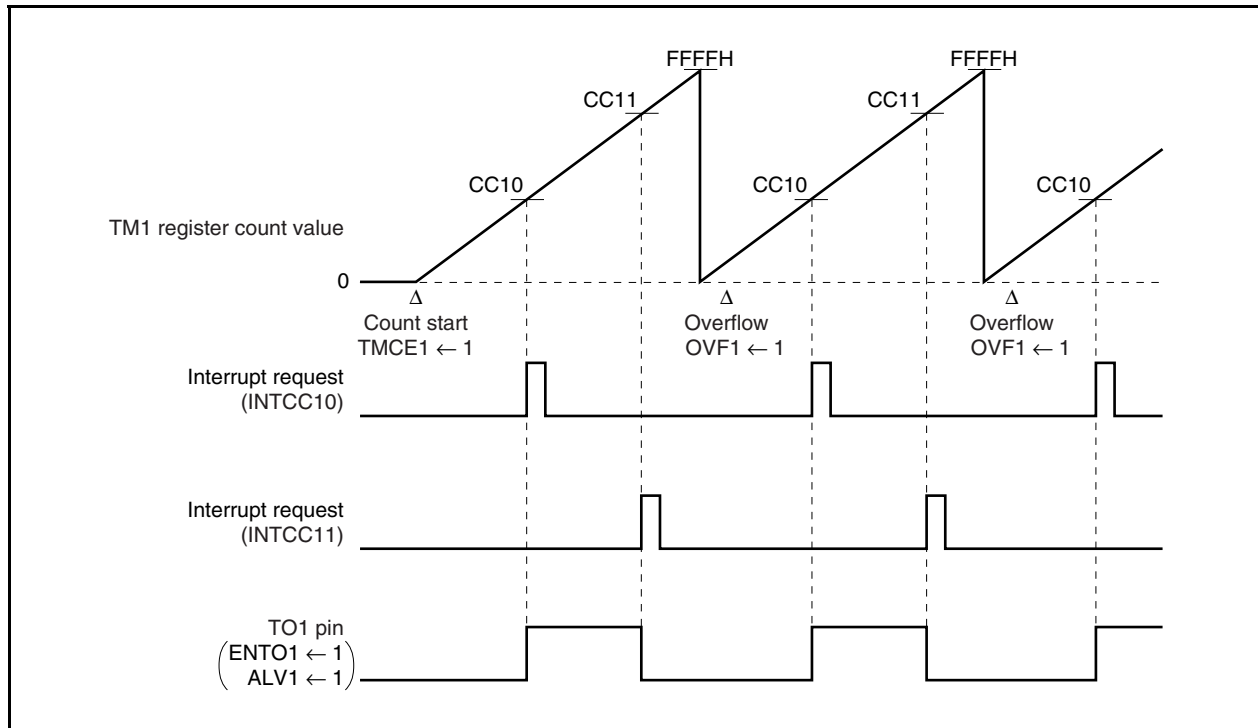 FFFFH FFFFH
CC11 CC11
CC10 CC10 CC10
TM1 register count value
0
Δ Δ Δ
Count start Overflow Overflow
TMCE1 ← 1 OVF1 ← 1 OVF1 ← 1
Interrupt request
(INTCC10)
Interrupt request
(INTCC11)
TO1 pin
(ENTO1 ← 1
ALV1 ← 1)